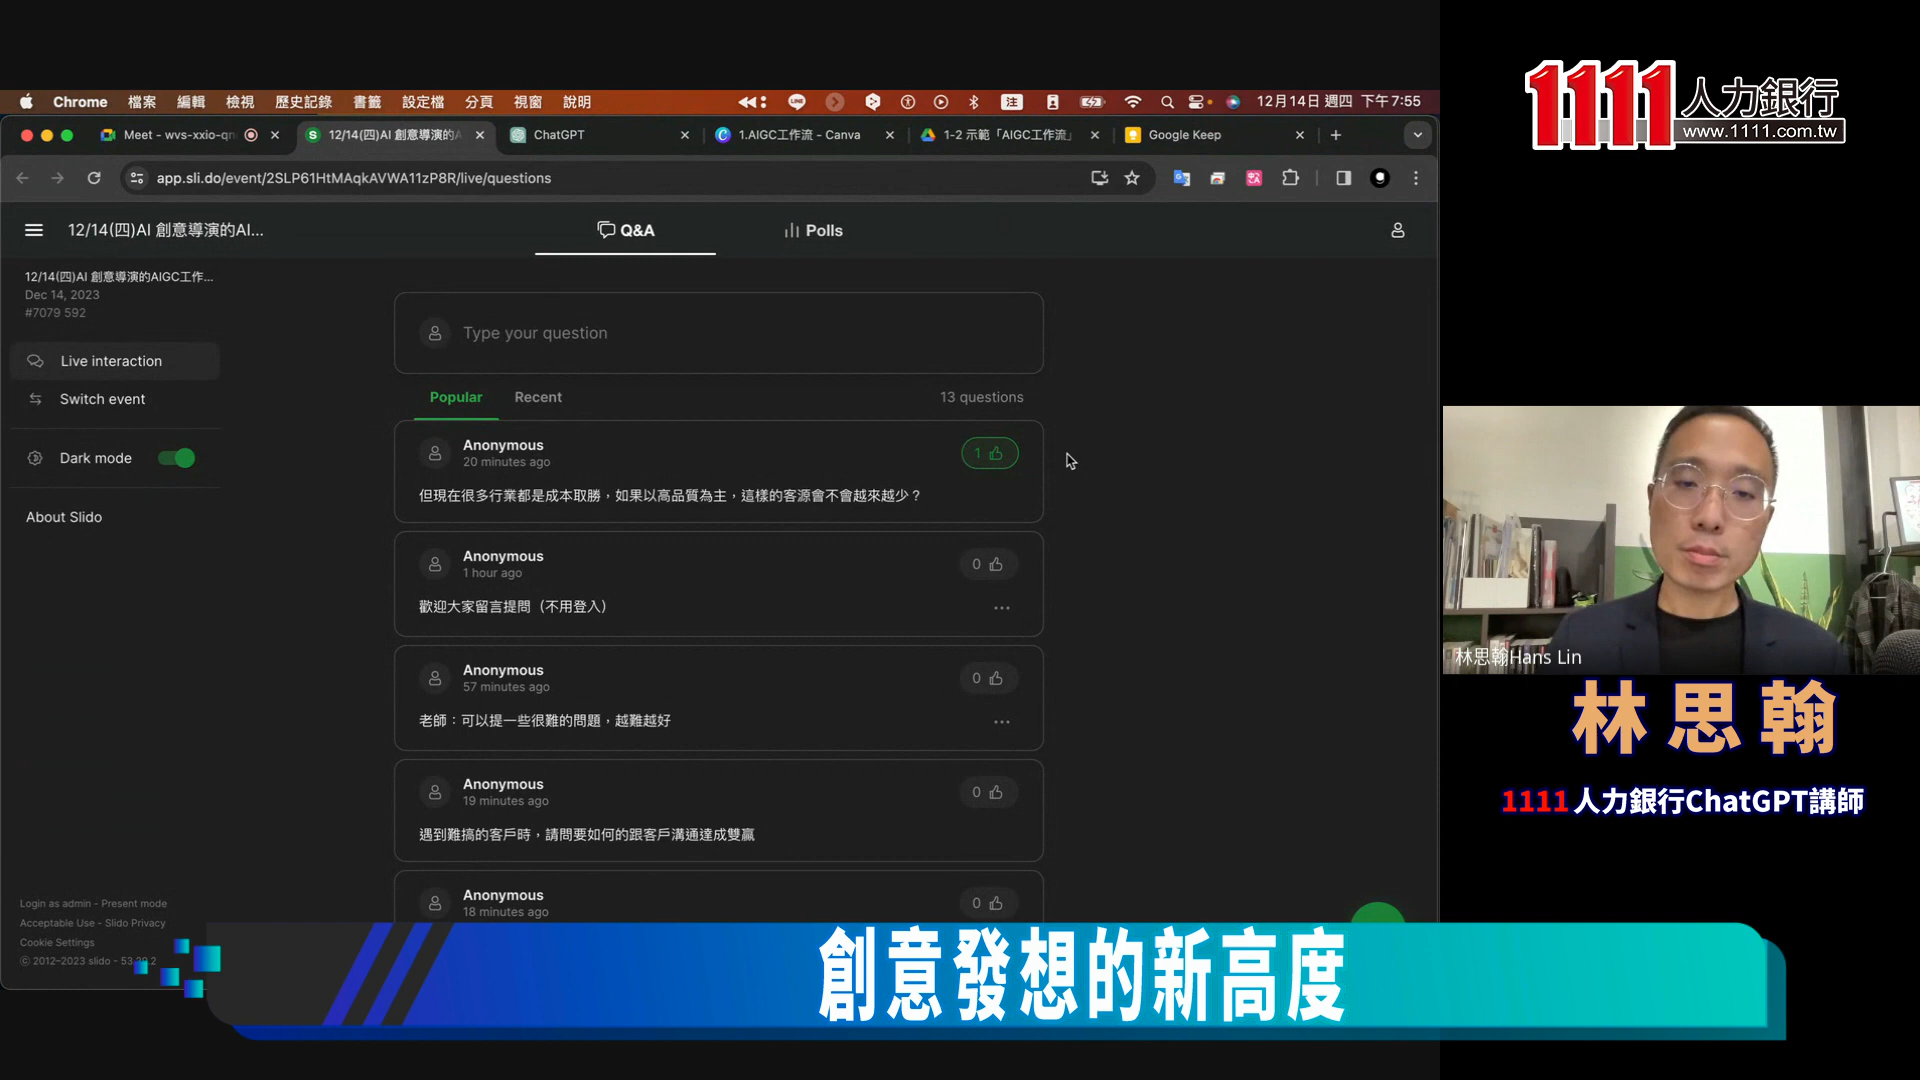 Chrome 檔案 編輯 檢視 歷史記錄 書籤 設定檔 分頁 視窗 說明 注 12月14日 週四 下午7:55
Meet - wvs-xxio-qn
12/14(四)AI 創意導演的A
ChatGPT
1.AIGC工作流 - Canva
1-2 示範「AIGC工作流」
Google Keep
app.sli.do/event/2SLP61HtMAqkAVWA11zP8R/live/questions
12/14(四)AI 創意導演的AI...
Q&A
Polls
12/14(四)AI 創意導演的AIGC工作...
Dec 14, 2023
#7079 592
Live interaction
Switch event
Dark mode
About Slido
Type your question
Popular
Recent
13 questions
Anonymous
20 minutes ago
1
但現在很多行業都是成本取勝，如果以高品質為主，這樣的客源會不會越來越少？
Anonymous
1 hour ago
0
歡迎大家留言提問（不用登入）
Anonymous
57 minutes ago
0
老師：可以提一些很難的問題，越難越好
Anonymous
19 minutes ago
0
遇到難搞的客戶時，請問要如何的跟客戶溝通達成雙贏
Anonymous
18 minutes ago
0
Login as admin - Present mode
Acceptable Use - Slido Privacy
Cookie Settings
© 2012–2023 slido
1111人力銀行
www.1111.com.tw
林思翰Hans Lin
林思翰
1111人力銀行ChatGPT講師
創意發想的新高度